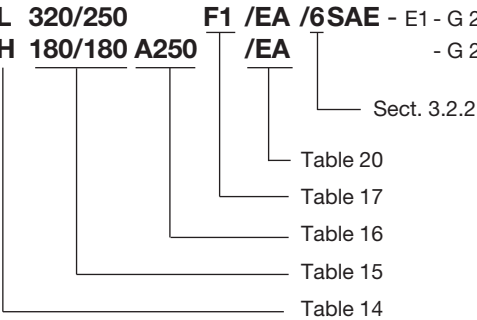 L 320/250 F1 /EA /6SAE - E1 - G 2
H 180/180 A250 /EA - G 2
Sect. 3.2.2
Table 20
Table 17
Table 16
Table 15
Table 14